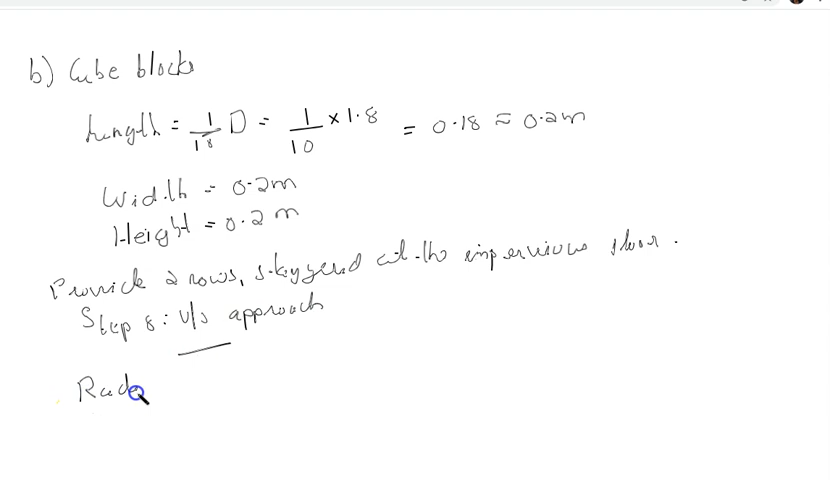 b) Cube blocks
Length = 1/10 D = 1/10 x 1.8 = 0.18 ≈ 0.2m
Width = 0.2m
Height = 0.2 m
Provide 2 rows, staggered at the impervious floor.
Step 8: U/s approach
Rad